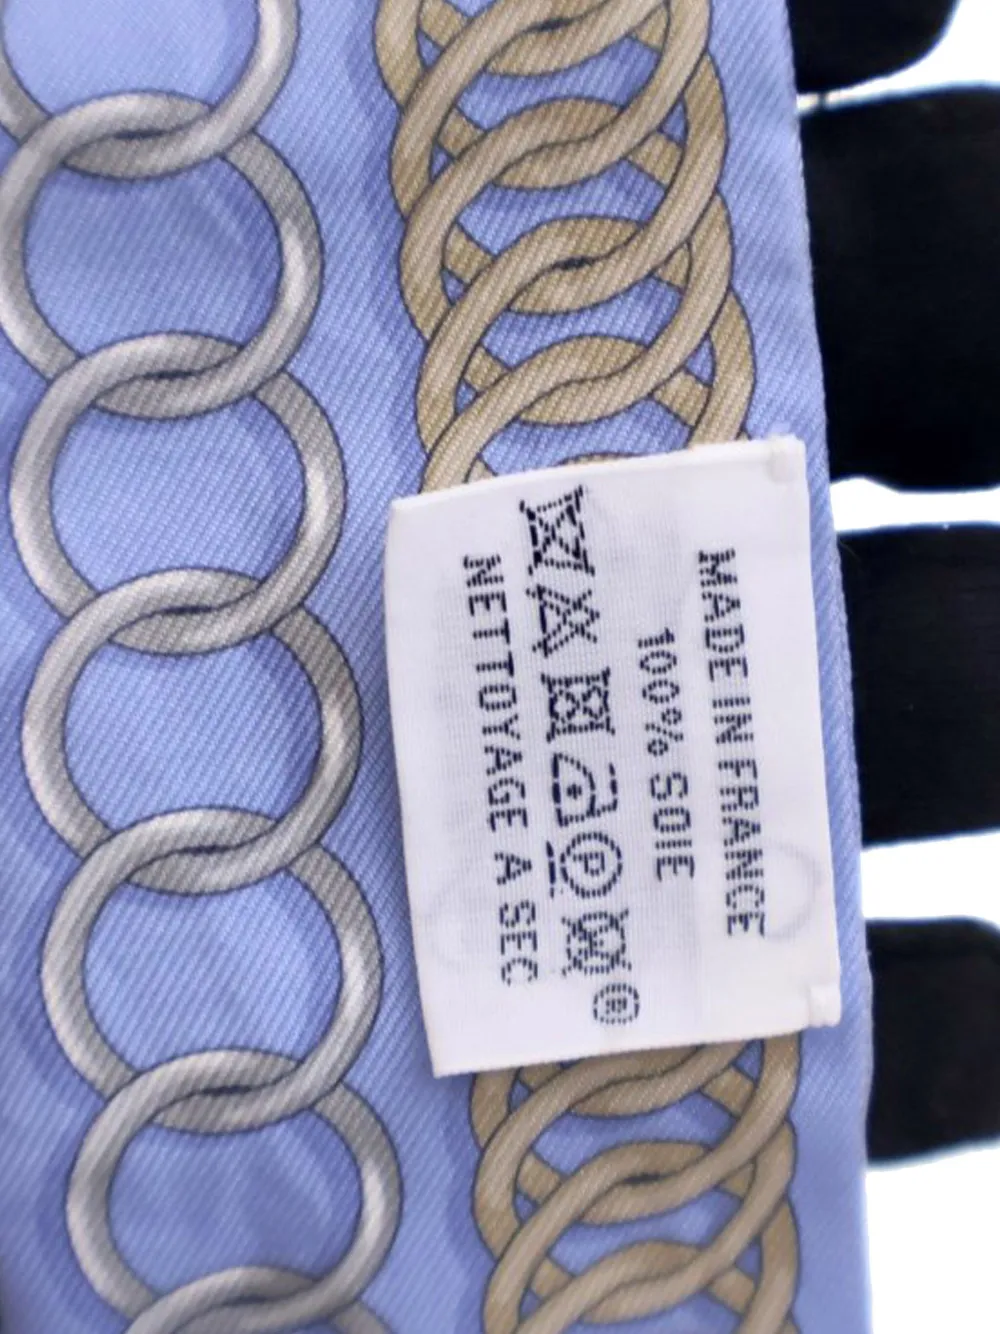 MADE IN FRANCE
100% SOIE
P W ®
NETTOYAGE A SEC